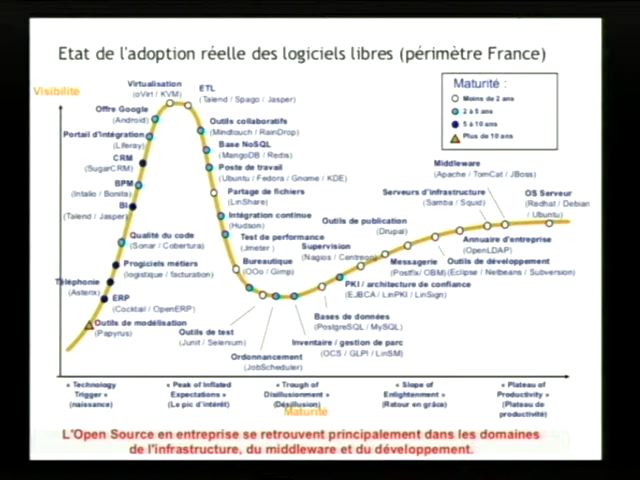 Etat de l'adoption réelle des logiciels libres (périmètre France)
Visibilité
Maturité :
Moins de 2 ans
2 à 5 ans
5 à 10 ans
Plus de 10 ans
Virtualisation
(oVirt / KVM)
ETL
(Talend / Spago / Jasper)
Offre Google
(Android)
Outils collaboratifs
(Mindtouch / RainDrop)
Portail d'intégration
(Liferay)
Base NoSQL
(MangoDB / Redis)
CRM
(SugarCRM)
Poste de travail
(Ubuntu / Fedora / Gnome / KDE)
BPM
(Intalio / Bonita)
Partage de fichiers
(LinShare)
BI
(Talend / Jasper)
Intégration continue
(Hudson)
Qualité du code
(Sonar / Cobertura)
Test de performance
(Jmeter )
Progiciels métiers
(logistique / facturation)
Bureautique
(OOo / Gimp)
Téléphonie
(Asterix)
ERP
(Cocktail / OpenERP)
Outils de modélisation
(Papyrus)
Outils de test
(Junit / Selenium)
Ordonnancement
(JobScheduler)
Inventaire / gestion de parc
(OCS / GLPI / LinSM)
Bases de données
(PostgreSQL / MySQL)
PKI / architecture de confiance
(EJBCA / LinPKI / LinSign)
Supervision
(Nagios / Centreon)
Messagerie
(Postfix / OBM)
Outils de publication
(Drupal)
Outils de développement
(Eclipse / Netbeans / Subversion)
Annuaire d'entreprise
(OpenLDAP)
Serveurs d'infrastructure
(Samba / Squid)
Middleware
(Apache / TomCat / JBoss)
OS Serveur
(Redhat / Debian
/ Ubuntu)
« Technology
Trigger »
(naissance)
« Peak of Inflated
Expectations »
(Le pic d'intérêt)
« Trough of
Disillusionment »
(Désillusion)
« Slope of
Enlightenment »
(Retour en grâce)
« Plateau of
Productivity »
(Plateau de
productivité)
Maturité
L'Open Source en entreprise se retrouvent principalement dans les domaines
de l'infrastructure, du middleware et du développement.